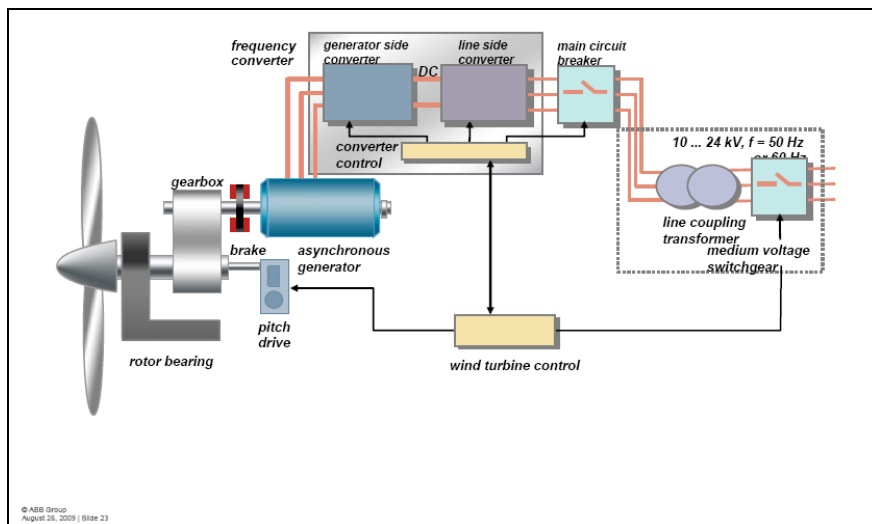 frequency
converter
generator side
converter
DC
line side
converter
main circuit
breaker
converter
control
10 ... 24 kV, f = 50 Hz
or 60 Hz
gearbox
brake
asynchronous
generator
line coupling
transformer
medium voltage
switchgear
pitch
drive
rotor bearing
wind turbine control
© ABB Group
August 26, 2009 | Slide 23